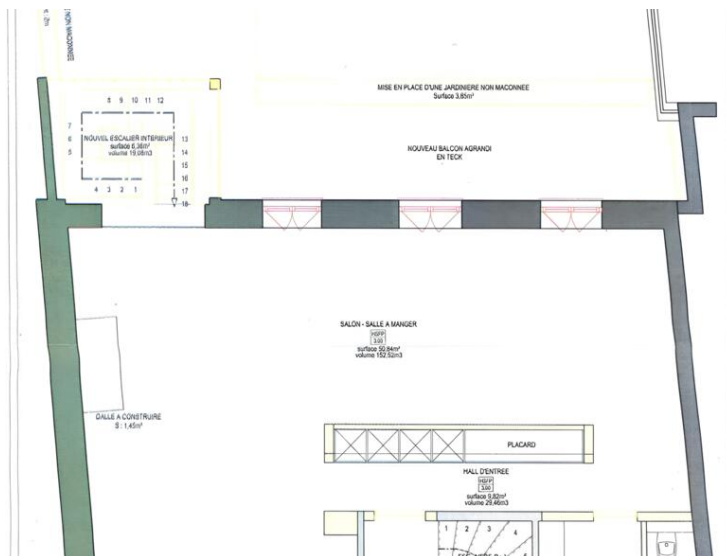 NON MACONNEE
MISE EN PLACE D'UNE JARDINIERE NON MACONNEE
Surface 3,85m²
8 9 10 11 12
7
6
5
NOUVEL ESCALIER INTERIEUR
surface 6,36m²
volume 19,08m3
13
14
15
16
17
18
4 3 2 1
NOUVEAU BALCON AGRANDI
EN TECK
SALON - SALLE A MANGER
HSFP
3.00
surface 50,84m²
volume 152,52m3
DALLE A CONSTRUIRE
S : 1,45m²
PLACARD
HALL D'ENTREE
HSFP
3.00
surface 9,82m²
volume 29,46m3
1 2 3 4